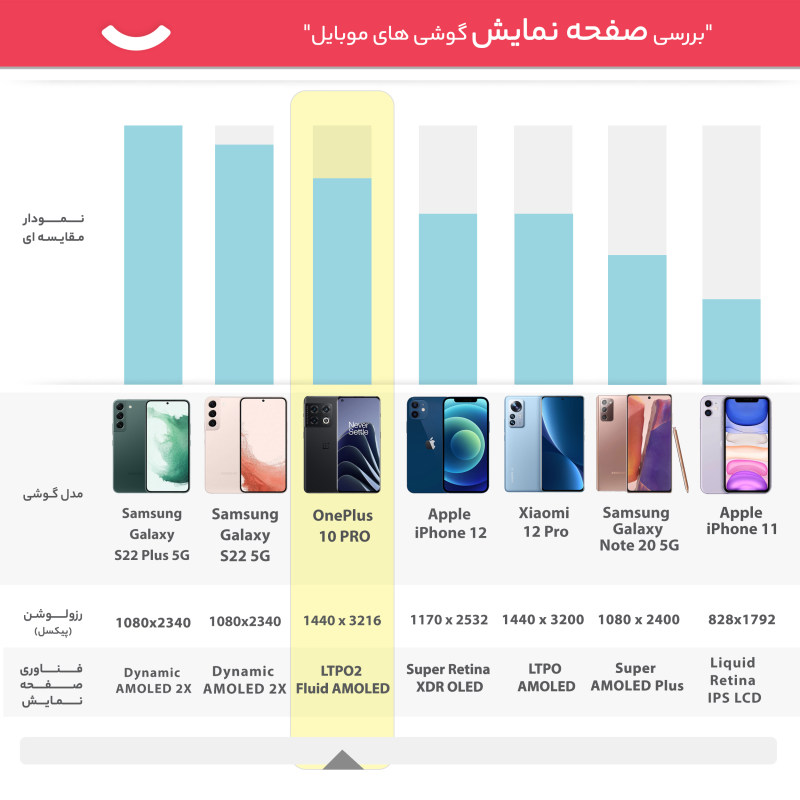 "بررسی صفحه نمایش گوشی های موبایل"
نمودار
مقایسه ای
مدل گوشی
Samsung
Galaxy
S22 Plus 5G
Samsung
Galaxy
S22 5G
Never
Settle
OnePlus
10 PRO
Apple
iPhone 12
Xiaomi
12 Pro
Samsung
Galaxy
Note 20 5G
Apple
iPhone 11
رزولوشن
(پیکسل)
1080x2340
1080x2340
1440 x 3216
1170 x 2532
1440 x 3200
1080 x 2400
828x1792
فناوری
صفحه
نمایش
Dynamic
AMOLED 2X
Dynamic
AMOLED 2X
LTPO2
Fluid AMOLED
Super Retina
XDR OLED
LTPO
AMOLED
Super
AMOLED Plus
Liquid
Retina
IPS LCD